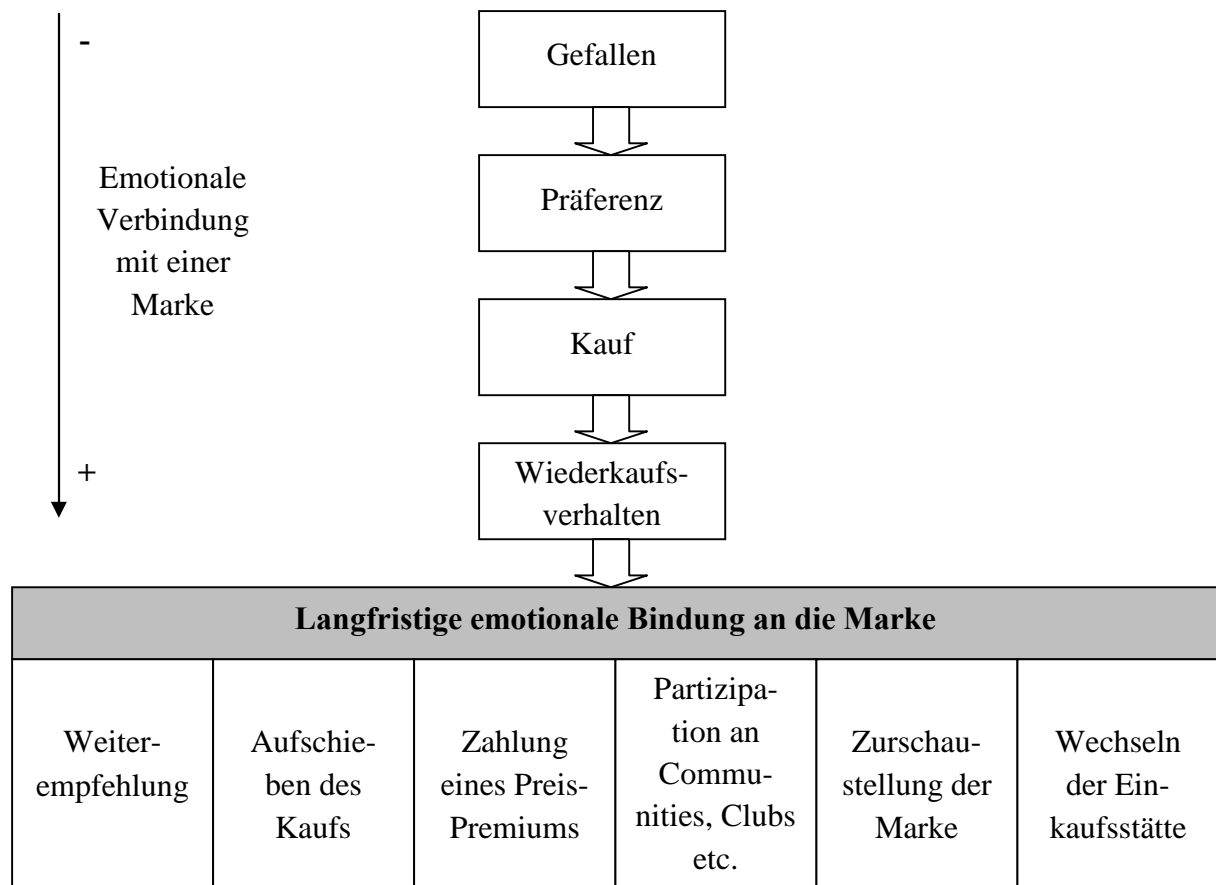 -
Emotionale
Verbindung
mit einer
Marke
+
Gefallen
Präferenz
Kauf
Wiederkaufs-
verhalten
Langfristige emotionale Bindung an die Marke
Weiter-
empfehlung
Aufschie-
ben des
Kaufs
Zahlung
eines Preis-
Premiums
Partizipa-
tion an
Commu-
nities, Clubs
etc.
Zurschau-
stellung der
Marke
Wechseln
der Ein-
kaufsstätte